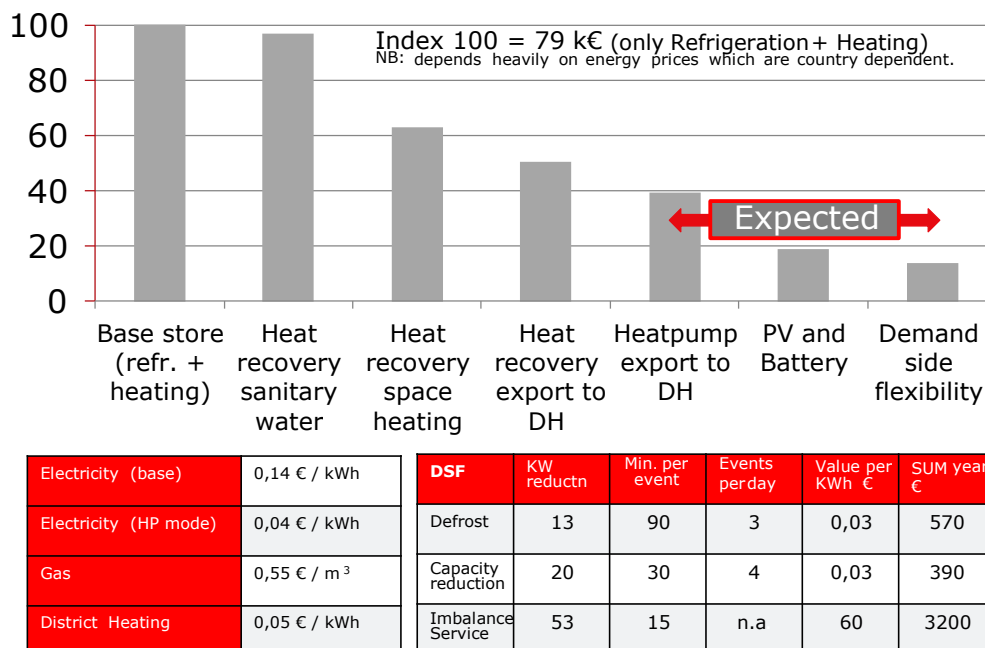 100
80
60
40
20
0
Index 100 = 79 k€ (only Refrigeration+ Heating)
NB: depends heavily on energy prices which are country dependent.
Expected
Base store
(refr. +
heating)
Heat
recovery
sanitary
water
Heat
recovery
space
heating
Heat
recovery
export to
DH
Heatpump
export to
DH
PV and
Battery
Demand
side
flexibility
Electricity (base) 0,14 € / kWh
Electricity (HP mode) 0,04 € / kWh
Gas 0,55 € / m³
District Heating 0,05 € / kWh
DSF
KW
reductn
Min. per
event
Events
perday
Value per
KWh €
SUM year
€
Defrost 13 90 3 0,03 570
Capacity
reduction
20 30 4 0,03 390
Imbalance
Service
53 15 n.a 60 3200